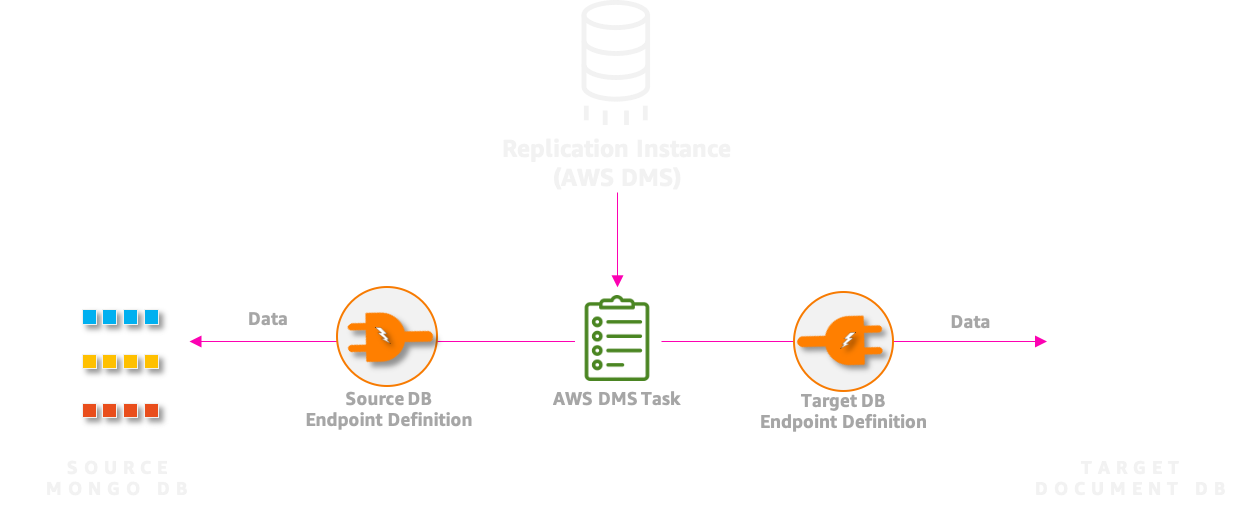 Replication Instance
(AWS DMS)
Data
Data
Source DB
Endpoint Definition
AWS DMS Task
Target DB
Endpoint Definition
SOURCE
MONGO DB
TARGET
DOCUMENT DB